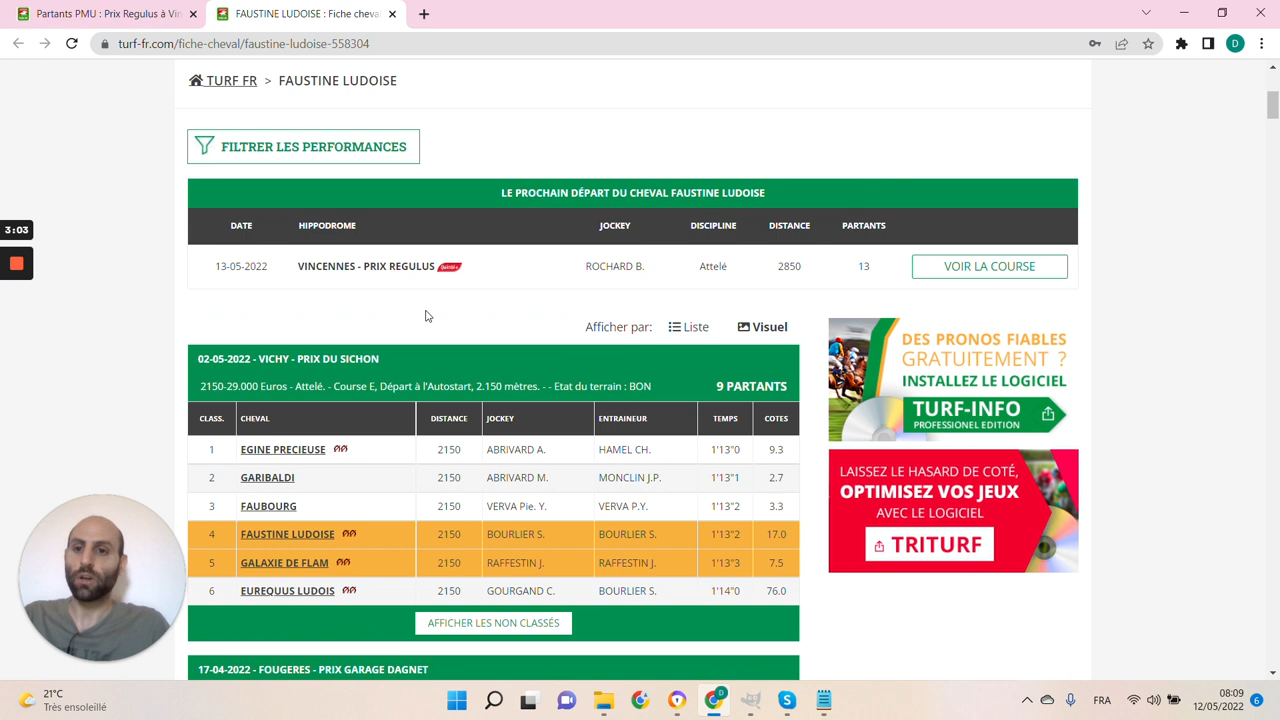 Partants PMU : Prix Regulus à Vin
FAUSTINE LUDOISE : Fiche cheval
turf-fr.com/fiche-cheval/faustine-ludoise-558304
D
TURF FR > FAUSTINE LUDOISE
FILTRER LES PERFORMANCES
LE PROCHAIN DÉPART DU CHEVAL FAUSTINE LUDOISE
DATE HIPPODROME JOCKEY DISCIPLINE DISTANCE PARTANTS
3:03
13-05-2022 VINCENNES - PRIX REGULUS Quinté+ ROCHARD B. Attelé 2850 13 VOIR LA COURSE
Afficher par: Liste Visuel
02-05-2022 - VICHY - PRIX DU SICHON
2150-29.000 Euros - Attelé. - Course E, Départ à l'Autostart, 2.150 mètres. - - Etat du terrain : BON 9 PARTANTS
CLASS. CHEVAL DISTANCE JOCKEY ENTRAINEUR TEMPS COTES
1 EGINE PRECIEUSE 2150 ABRIVARD A. HAMEL CH. 1'13"0 9.3
2 GARIBALDI 2150 ABRIVARD M. MONCLIN J.P. 1'13"1 2.7
3 FAUBOURG 2150 VERVA Pie. Y. VERVA P.Y. 1'13"2 3.3
4 FAUSTINE LUDOISE 2150 BOURLIER S. BOURLIER S. 1'13"2 17.0
5 GALAXIE DE FLAM 2150 RAFFESTIN J. RAFFESTIN J. 1'13"3 7.5
6 EUREQUUS LUDOIS 2150 GOURGAND C. BOURLIER S. 1'14"0 76.0
AFFICHER LES NON CLASSÉS
17-04-2022 - FOUGERES - PRIX GARAGE DAGNET
DES PRONOS FIABLES
GRATUITEMENT ?
INSTALLEZ LE LOGICIEL
TURF-INFO
PROFESSIONEL EDITION
LAISSEZ LE HASARD DE COTÉ,
OPTIMISEZ VOS JEUX
AVEC LE LOGICIEL
TRITURF
21°C
Très ensoleillé
D
FRA
08:09
12/05/2022
6